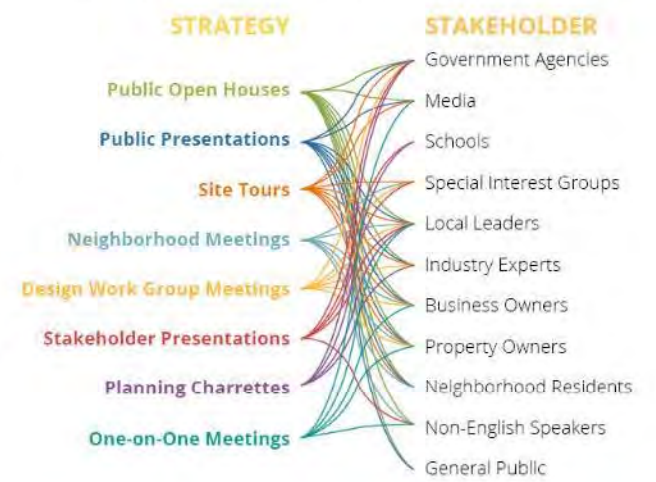 STRATEGY
STAKEHOLDER
Public Open Houses
Public Presentations
Site Tours
Neighborhood Meetings
Design Work Group Meetings
Stakeholder Presentations
Planning Charrettes
One-on-One Meetings
Government Agencies
Media
Schools
Special Interest Groups
Local Leaders
Industry Experts
Business Owners
Property Owners
Neighborhood Residents
Non-English Speakers
General Public